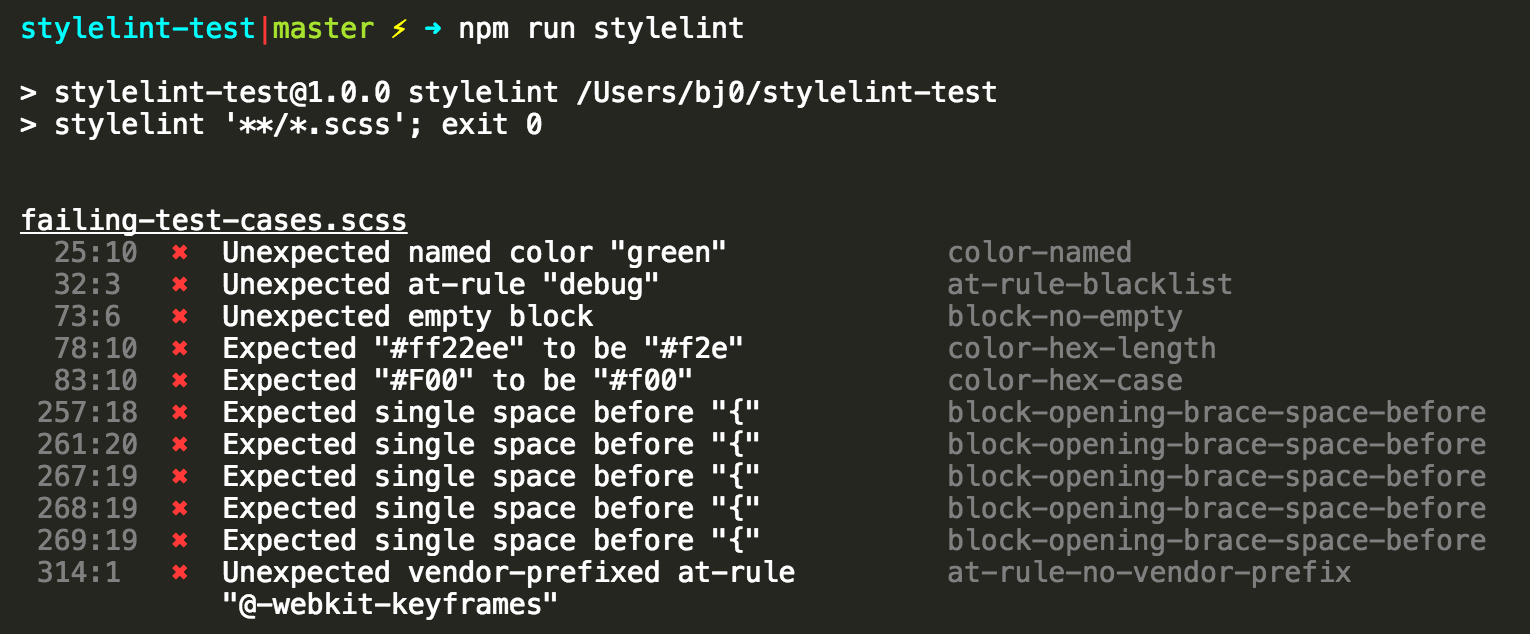 stylelint-test|master ⚡ ➜ npm run stylelint
> stylelint-test@1.0.0 stylelint /Users/bj0/stylelint-test
> stylelint '**/*.scss'; exit 0
failing-test-cases.scss
25:10 ✖ Unexpected named color "green" color-named
32:3 ✖ Unexpected at-rule "debug" at-rule-blacklist
73:6 ✖ Unexpected empty block block-no-empty
78:10 ✖ Expected "#ff22ee" to be "#f2e" color-hex-length
83:10 ✖ Expected "#F00" to be "#f00" color-hex-case
257:18 ✖ Expected single space before "{" block-opening-brace-space-before
261:20 ✖ Expected single space before "{" block-opening-brace-space-before
267:19 ✖ Expected single space before "{" block-opening-brace-space-before
268:19 ✖ Expected single space before "{" block-opening-brace-space-before
269:19 ✖ Expected single space before "{" block-opening-brace-space-before
314:1 ✖ Unexpected vendor-prefixed at-rule at-rule-no-vendor-prefix
"@-webkit-keyframes"